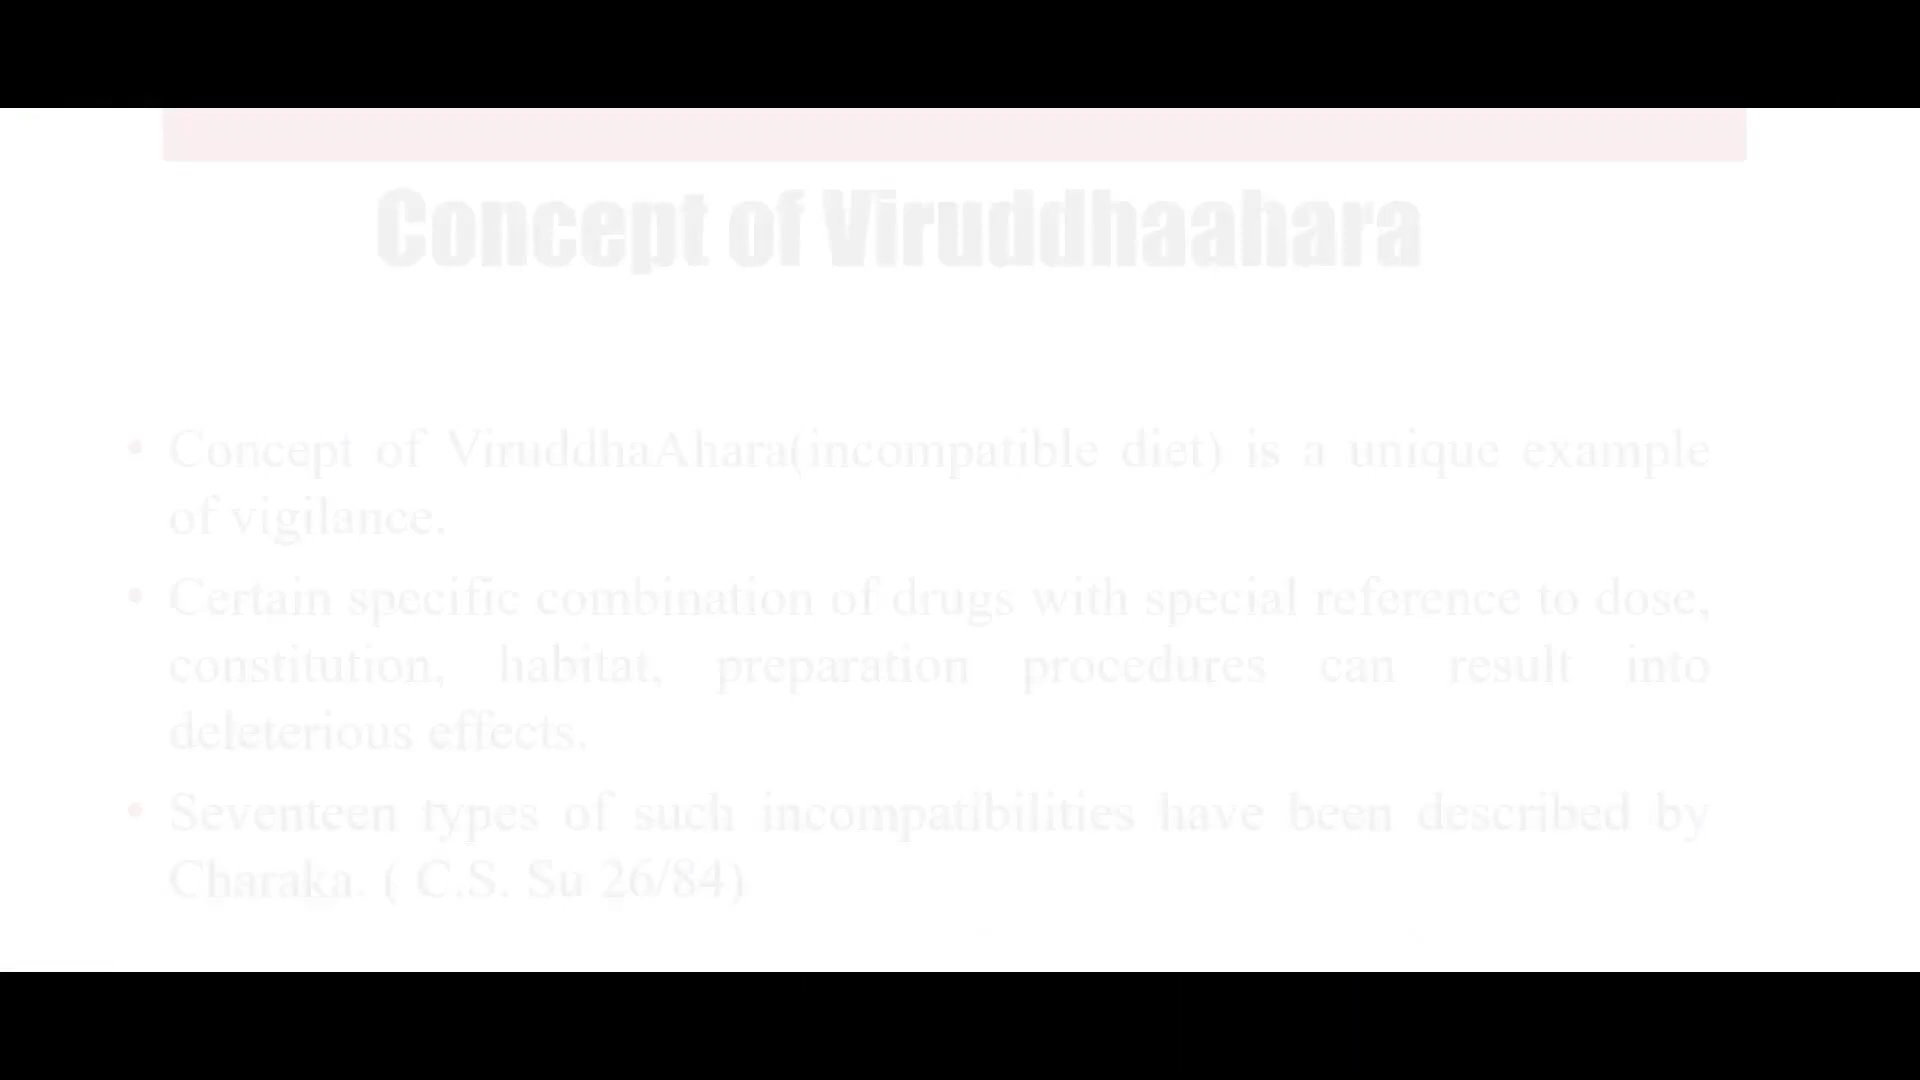 Concept of Viruddhaahara
• Concept of ViruddhaAhara(incompatible diet) is a unique example
of vigilance.
• Certain specific combination of drugs with special reference to dose,
constitution, habitat, preparation procedures can result into
deleterious effects.
• Seventeen types of such incompatibilities have been described by
Charaka. ( C.S. Su 26/84)